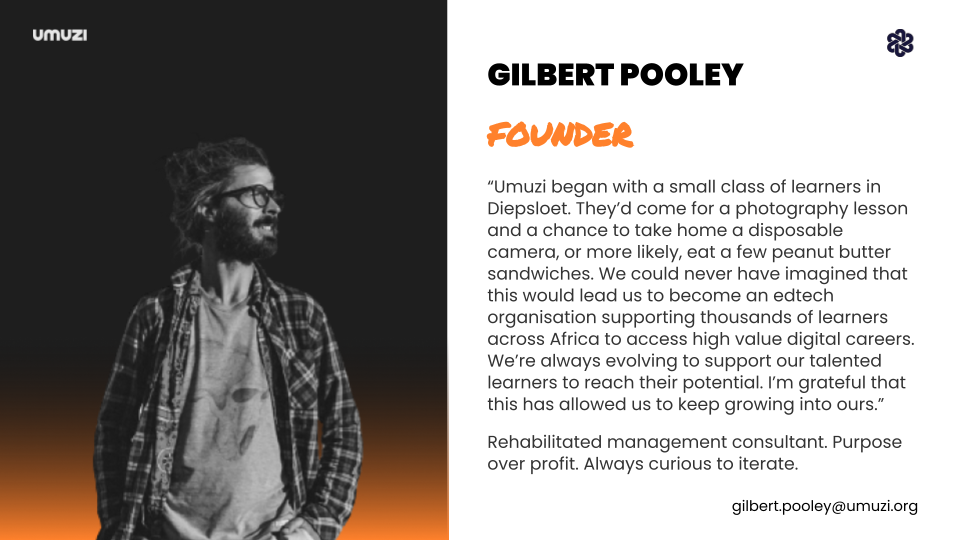 umuzi
GILBERT POOLEY
FOUNDER
“Umuzi began with a small class of learners in
Diepsloet. They’d come for a photography lesson
and a chance to take home a disposable
camera, or more likely, eat a few peanut butter
sandwiches. We could never have imagined that
this would lead us to become an edtech
organisation supporting thousands of learners
across Africa to access high value digital careers.
We’re always evolving to support our talented
learners to reach their potential. I’m grateful that
this has allowed us to keep growing into ours.”
Rehabilitated management consultant. Purpose
over profit. Always curious to iterate.
gilbert.pooley@umuzi.org